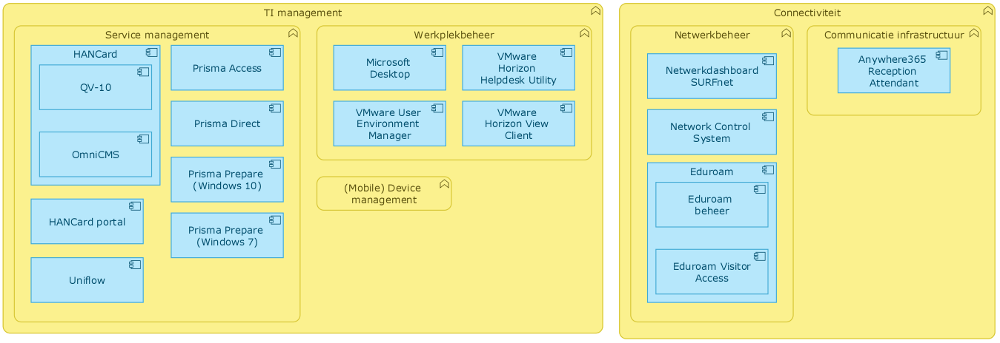 TI management
Service management
HANCard
QV-10
OmniCMS
HANCard portal
Uniflow
Prisma Access
Prisma Direct
Prisma Prepare
(Windows 10)
Prisma Prepare
(Windows 7)
Werkplekbeheer
Microsoft
Desktop
VMware
Horizon
Helpdesk Utility
VMware User
Environment
Manager
VMware
Horizon View
Client
(Mobile) Device
management
Connectiviteit
Netwerkbeheer
Netwerkdashboard
SURFnet
Network Control
System
Eduroam
Eduroam
beheer
Eduroam Visitor
Access
Communicatie infrastructuur
Anywhere365
Reception
Attendant